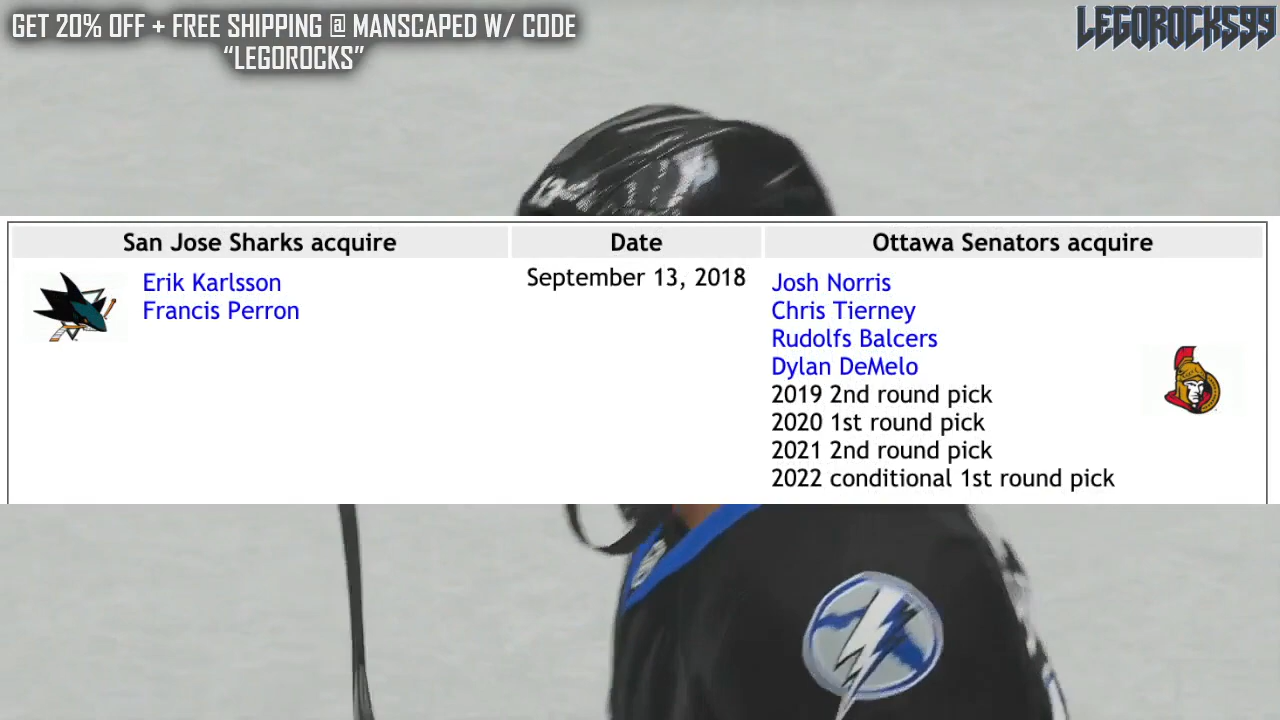 GET 20% OFF + FREE SHIPPING @ MANSCAPED W/ CODE
“LEGOROCKS”
LEGOROCKS99
San Jose Sharks acquire
Date
Ottawa Senators acquire
Erik Karlsson
Francis Perron
September 13, 2018
Josh Norris
Chris Tierney
Rudolfs Balcers
Dylan DeMelo
2019 2nd round pick
2020 1st round pick
2021 2nd round pick
2022 conditional 1st round pick